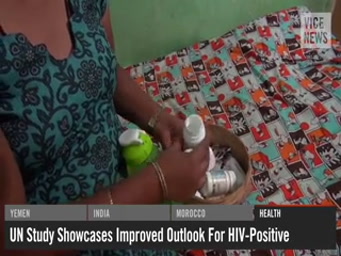 VICE
NEWS
YEMEN
INDIA
MOROCCO
HEALTH
UN Study Showcases Improved Outlook For HIV-Positive